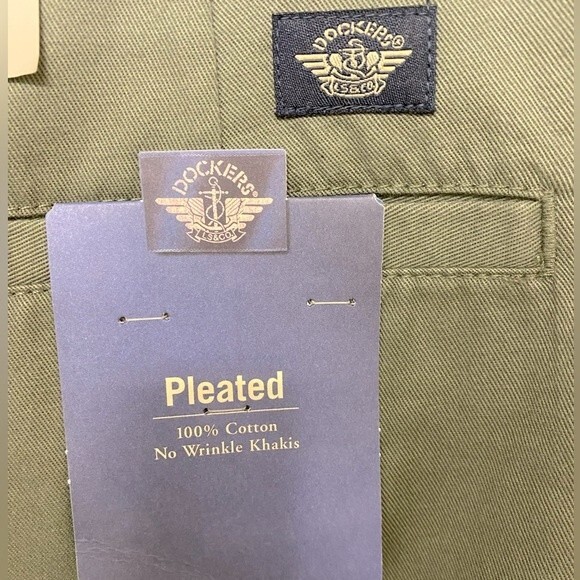 DOCKERS®
LS&CO.
DOCKERS®
LS&CO.
Pleated
100% Cotton
No Wrinkle Khakis